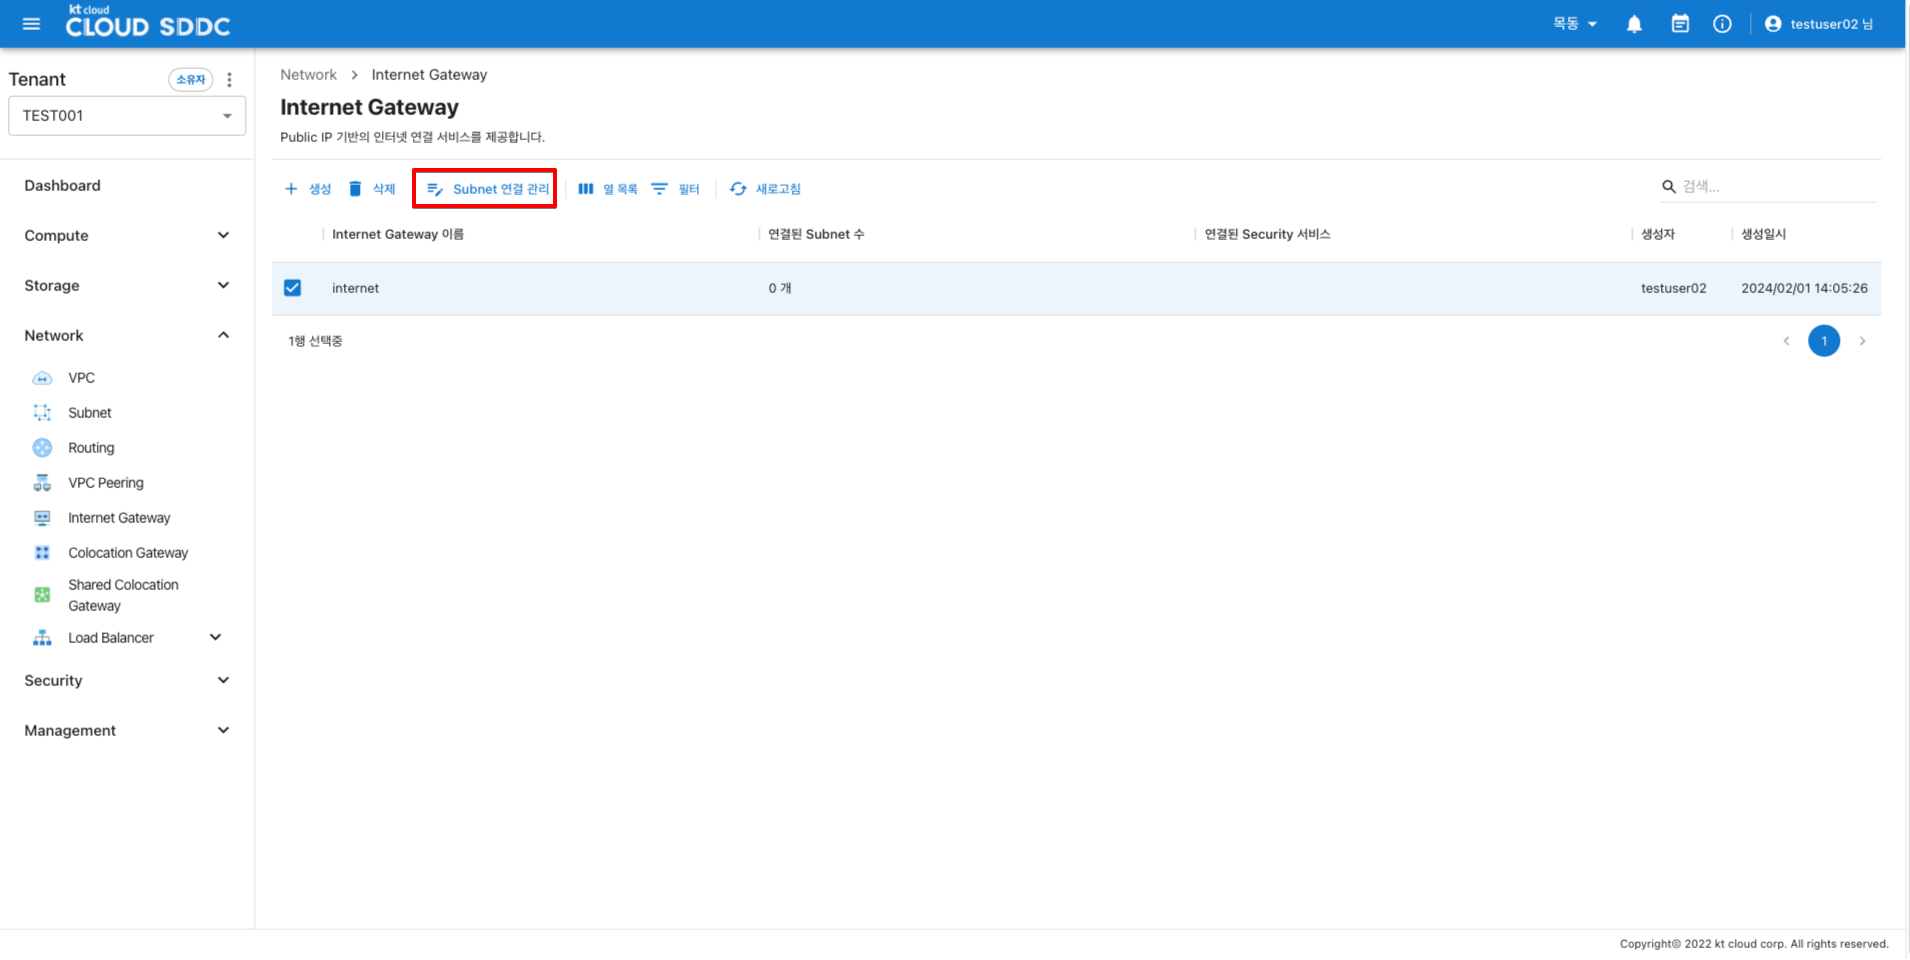 kt cloud
CLOUD SDDC
목동
testuser02 님
Tenant
소유자
TEST001
Dashboard
Compute
Storage
Network
VPC
Subnet
Routing
VPC Peering
Internet Gateway
Colocation Gateway
Shared Colocation
Gateway
Load Balancer
Security
Management
Network > Internet Gateway
Internet Gateway
Public IP 기반의 인터넷 연결 서비스를 제공합니다.
+ 생성 삭제 Subnet 연결 관리 열 목록 필터 새로고침
검색...
Internet Gateway 이름 연결된 Subnet 수 연결된 Security 서비스 생성자 생성일시
internet 0 개 testuser02 2024/02/01 14:05:26
1행 선택중
< 1 >
Copyright© 2022 kt cloud corp. All rights reserved.